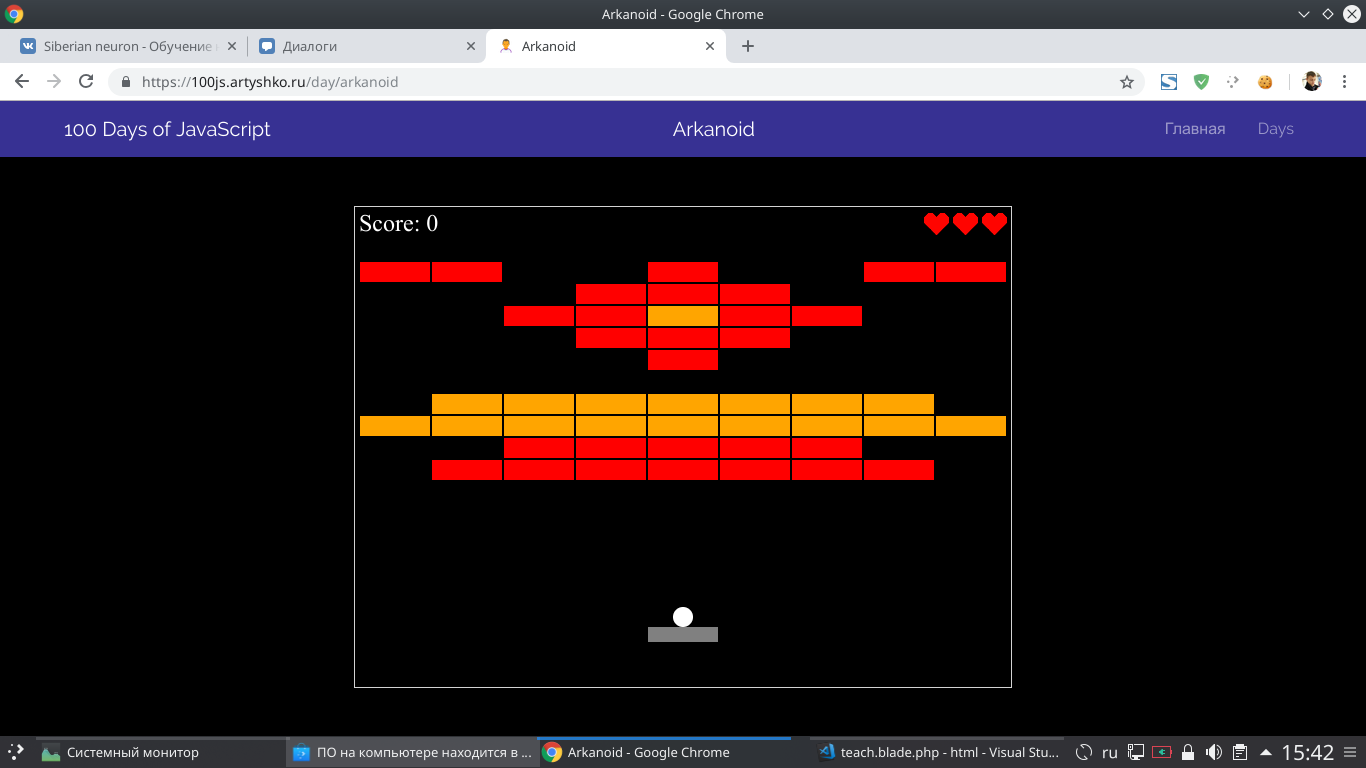 Arkanoid - Google Chrome
Siberian neuron - Обучение
Диалоги
Arkanoid
https://100js.artyshko.ru/day/arkanoid
100 Days of JavaScript
Arkanoid
Главная
Days
Score: 0
Системный монитор
ПО на компьютере находится в ...
Arkanoid - Google Chrome
teach.blade.php - html - Visual Stu...
ru
15:42